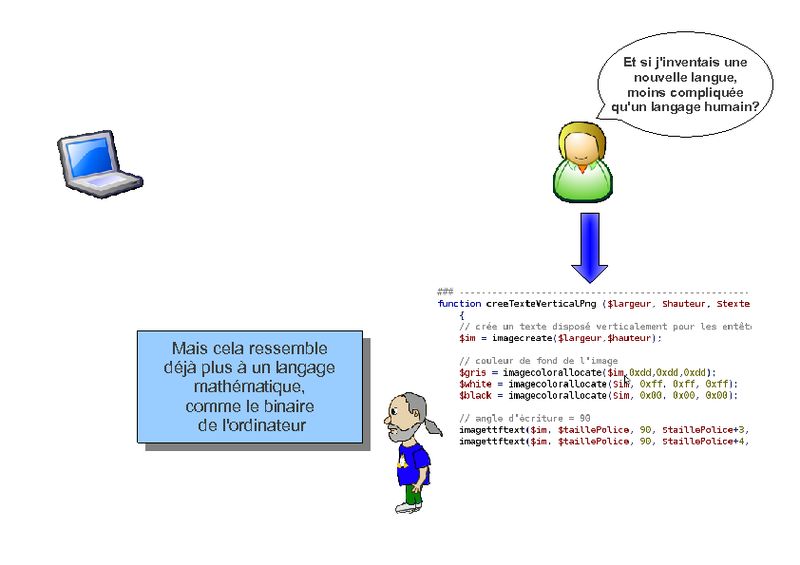 Et si j'inventais une
nouvelle langue,
moins compliquée
qu'un langage humain?
### ------------------------------------------------
function creeTexteVerticalPng ($largeur, $hauteur, $texte
{
// crée un texte disposé verticalement pour les entêt
$im = imagecreate($largeur,$hauteur);
// couleur de fond de l'image
$gris = imagecolorallocate($im,0xdd,0xdd,0xdd);
$white = imagecolorallocate($im, 0xff, 0xff, 0xff);
$black = imagecolorallocate($im, 0x00, 0x00, 0x00);
// angle d'écriture = 90
imagettftext($im, $taillePolice, 90, $taillePolice+3,
imagettftext($im, $taillePolice, 90, $taillePolice+4,
Mais cela ressemble
déjà plus à un langage
mathématique,
comme le binaire
de l'ordinateur